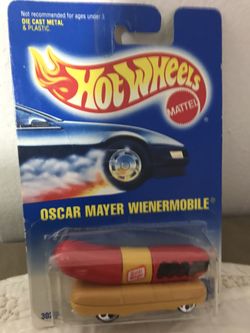 Not recommended for ages under 3
DIE CAST METAL
& PLASTIC
HOT WHEELS
MATTEL
OSCAR MAYER WIENERMOBILE